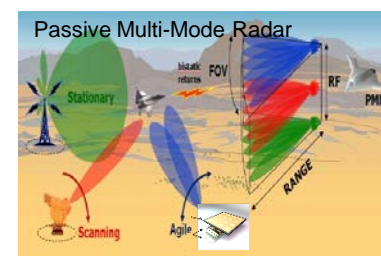 Passive Multi-Mode Radar
bistatic
returns
FOV
Stationary
RF
PMR
RANGE
Scanning
Agile